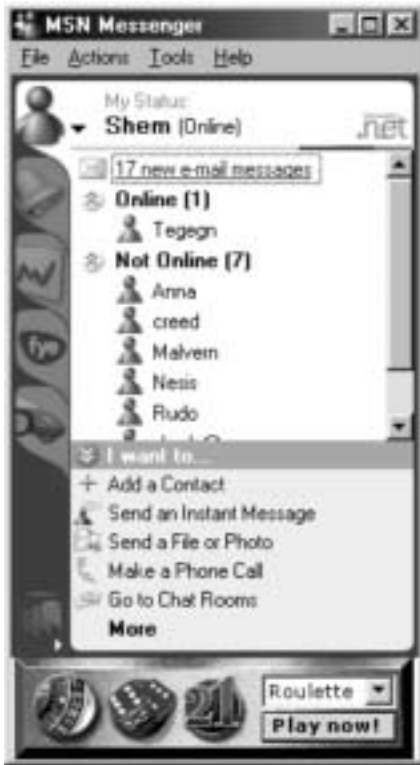 MSN Messenger
File Actions Tools Help
My Status:
Shem (Online)
.net
17 new e-mail messages
Online (1)
Tegegn
Not Online (7)
Anna
creed
Malvern
Nesis
Rudo
I want to...
Add a Contact
Send an Instant Message
Send a File or Photo
Make a Phone Call
Go to Chat Rooms
More
21
Roulette
Play now!